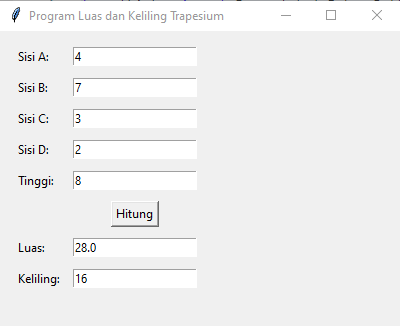 Program Luas dan Keliling Trapesium
Sisi A: 4
Sisi B: 7
Sisi C: 3
Sisi D: 2
Tinggi: 8
Hitung
Luas: 28.0
Keliling: 16